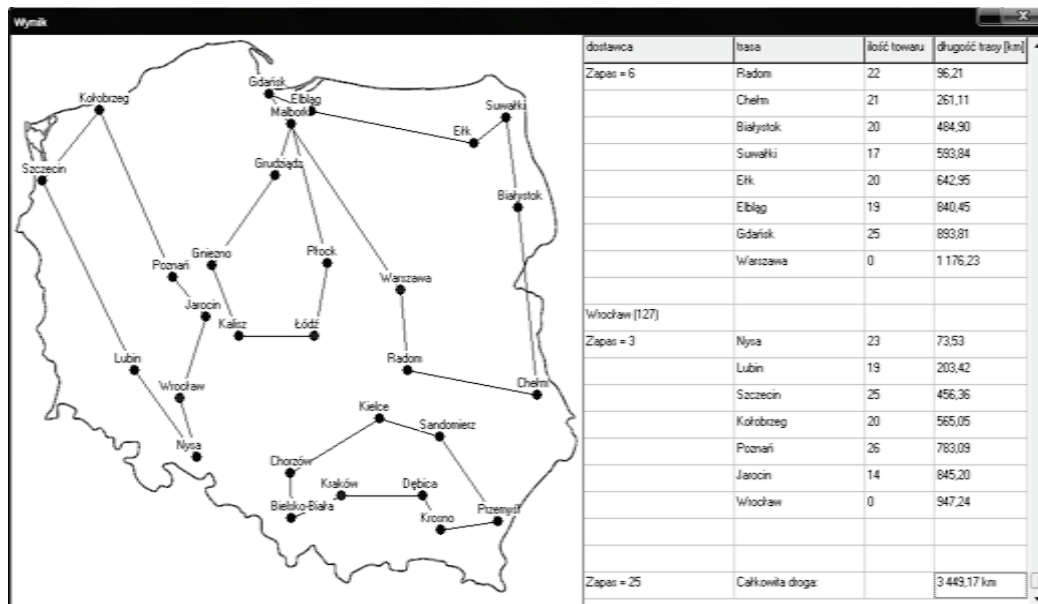 Wynik
Gdańsk
Elbląg
Malbork
Kołobrzeg
Suwałki
Ełk
Szczecin
Grudziądz
Białystok
Gniezno
Płock
Poznań
Warszawa
Jarocin
Kalisz
Łódź
Lubin
Radom
Wrocław
Chełm
Kielce
Sandomierz
Nysa
Chorzów
Kraków
Dębica
Bielsko-Biała
Krosno
Przemyśl
dostawca trasa ilość towaru długość trasy [km]
Zapas = 6 Radom 22 96,21
Chełm 21 261,11
Białystok 20 484,90
Suwałki 17 593,84
Ełk 20 642,95
Elbląg 19 840,45
Gdańsk 25 893,81
Warszawa 0 1 176,23
Wrocław (127)
Zapas = 3 Nysa 23 73,53
Lubin 19 203,42
Szczecin 25 456,36
Kołobrzeg 20 565,05
Poznań 26 783,09
Jarocin 14 845,20
Wrocław 0 947,24
Zapas = 25 Całkowita droga: 3 449,17 km